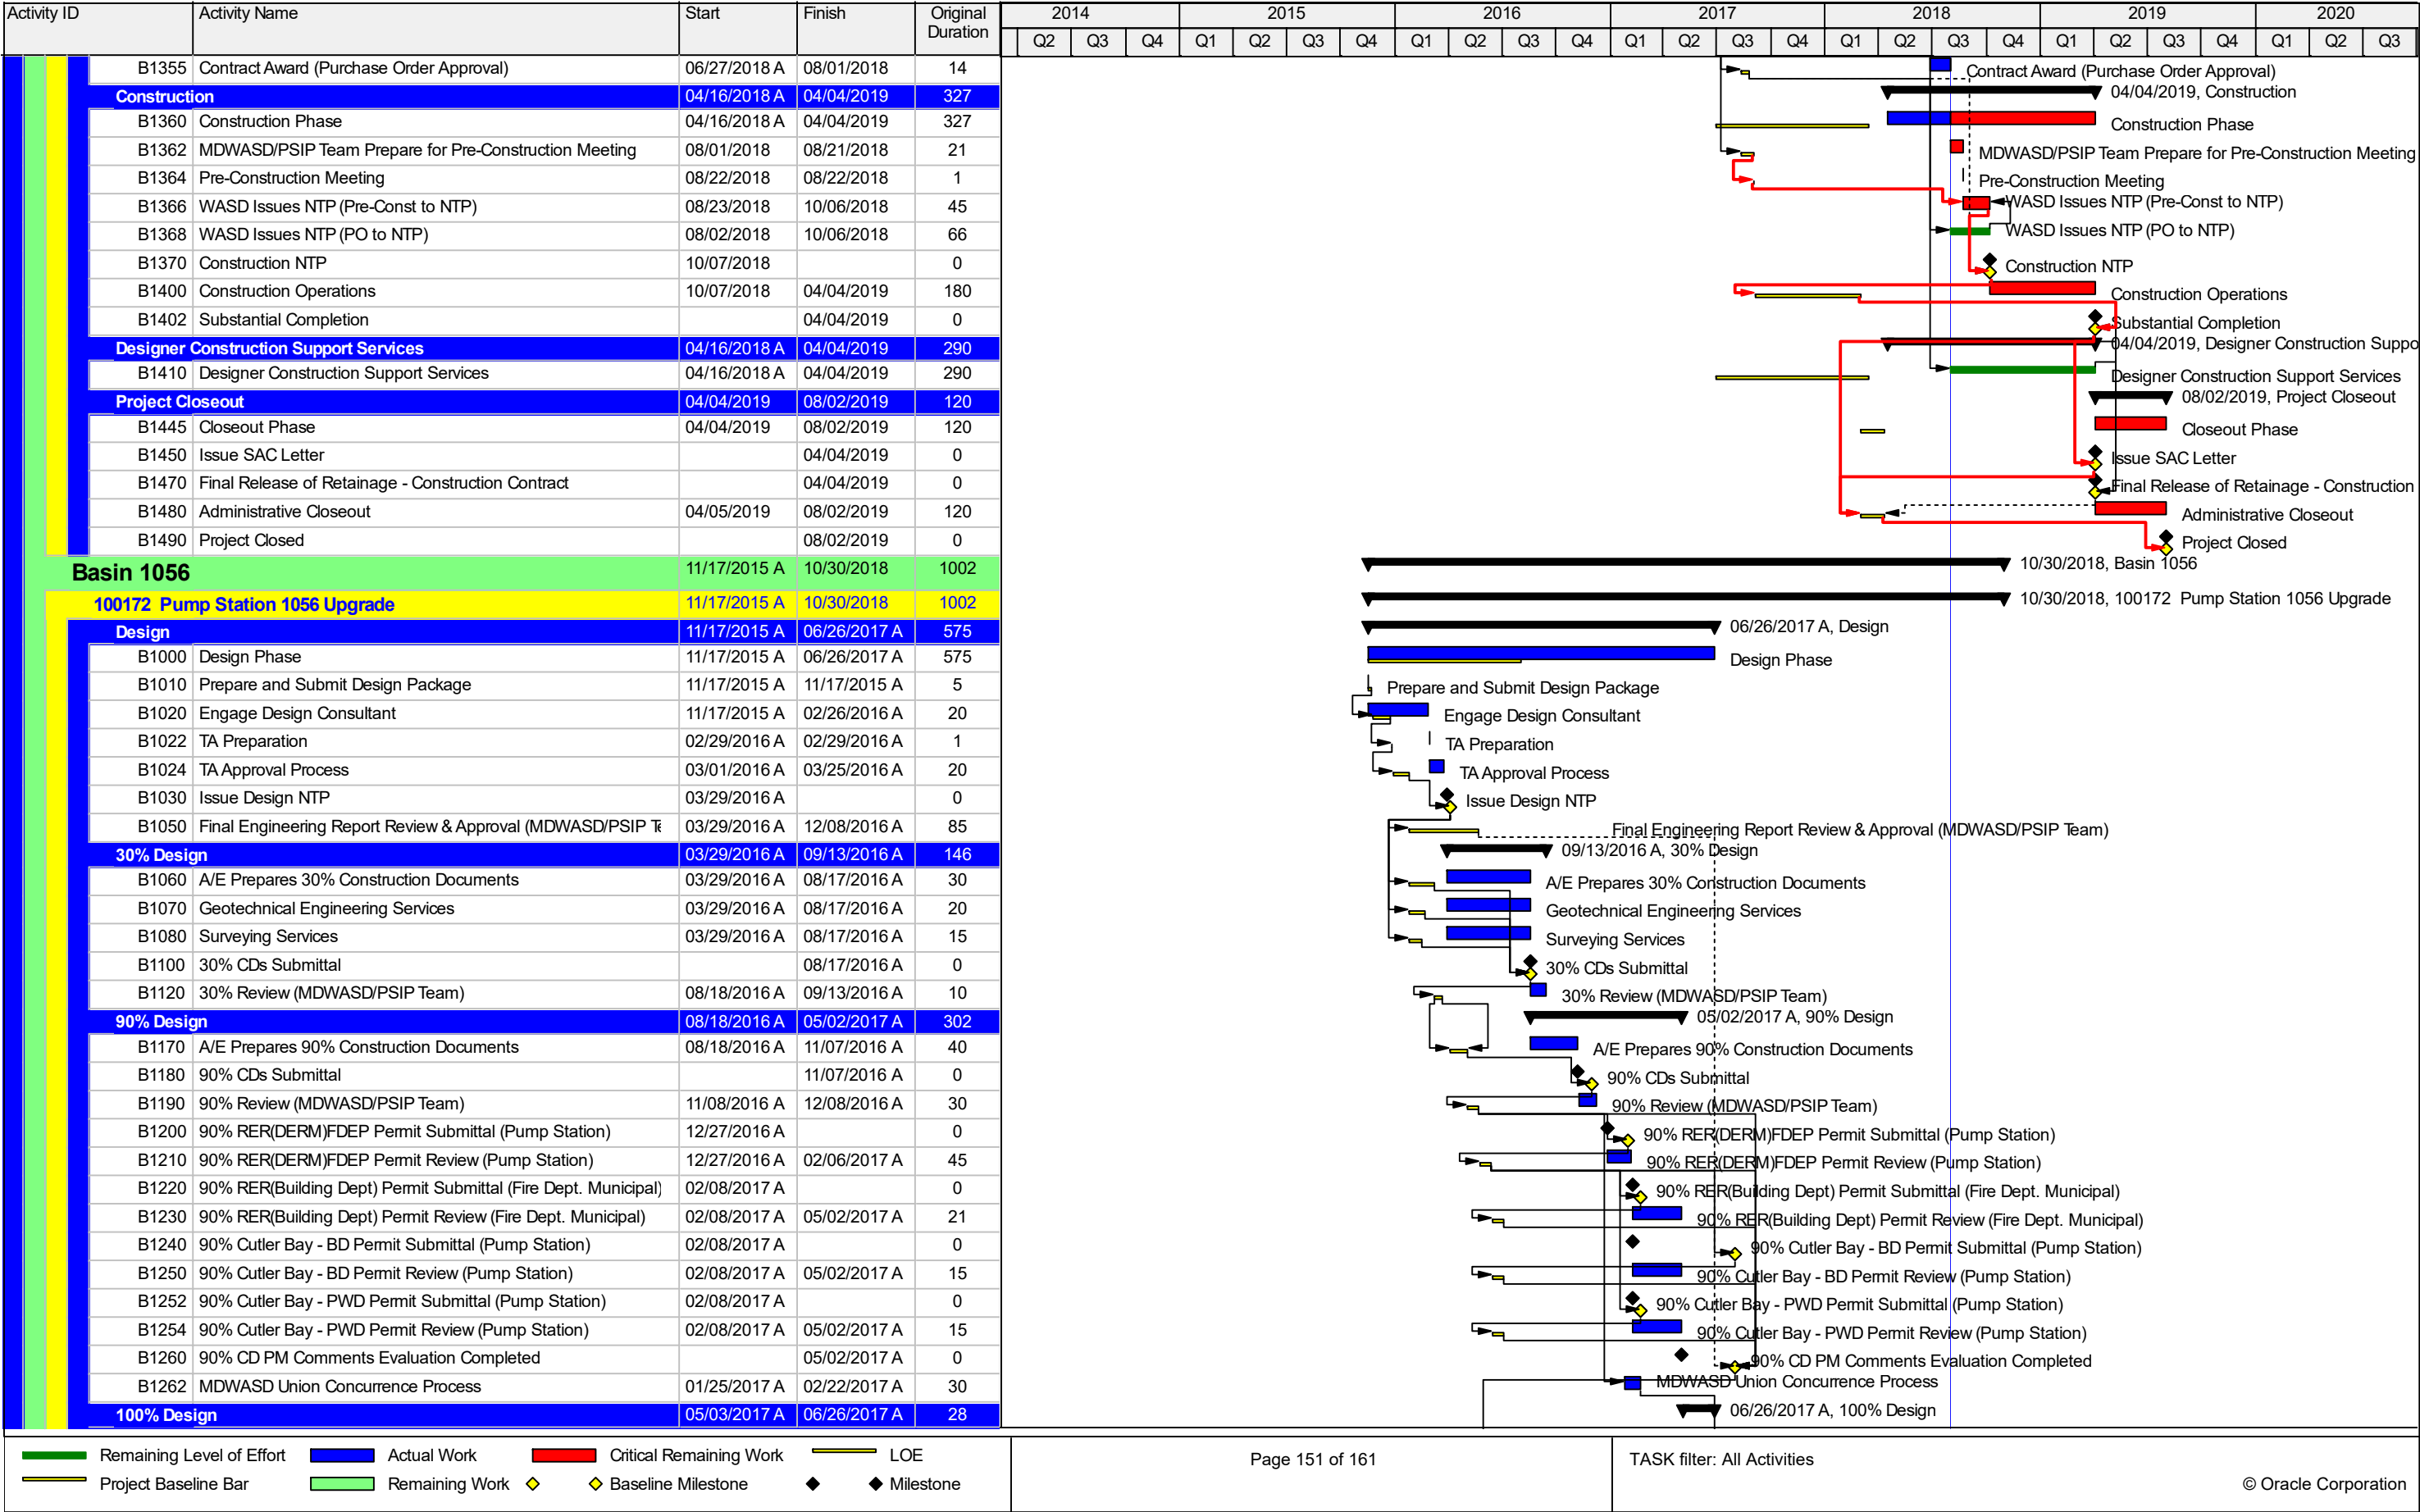 Activity ID Activity Name Start Finish Original Duration 2014 2015 2016 2017 2018 2019 2020
Q2 Q3 Q4 Q1 Q2 Q3 Q4 Q1 Q2 Q3 Q4 Q1 Q2 Q3 Q4 Q1 Q2 Q3 Q4 Q1 Q2 Q3 Q4 Q1 Q2 Q3
B1355 Contract Award (Purchase Order Approval) 06/27/2018 A 08/01/2018 14 Contract Award (Purchase Order Approval)
Construction 04/16/2018 A 04/04/2019 327 04/04/2019, Construction
B1360 Construction Phase 04/16/2018 A 04/04/2019 327 Construction Phase
B1362 MDWASD/PSIP Team Prepare for Pre-Construction Meeting 08/01/2018 08/21/2018 21 MDWASD/PSIP Team Prepare for Pre-Construction Meeting
B1364 Pre-Construction Meeting 08/22/2018 08/22/2018 1 Pre-Construction Meeting
B1366 WASD Issues NTP (Pre-Const to NTP) 08/23/2018 10/06/2018 45 WASD Issues NTP (Pre-Const to NTP)
B1368 WASD Issues NTP (PO to NTP) 08/02/2018 10/06/2018 66 WASD Issues NTP (PO to NTP)
B1370 Construction NTP 10/07/2018 0 Construction NTP
B1400 Construction Operations 10/07/2018 04/04/2019 180 Construction Operations
B1402 Substantial Completion 04/04/2019 0 Substantial Completion
Designer Construction Support Services 04/16/2018 A 04/04/2019 290 04/04/2019, Designer Construction Suppo
B1410 Designer Construction Support Services 04/16/2018 A 04/04/2019 290 Designer Construction Support Services
Project Closeout 04/04/2019 08/02/2019 120 08/02/2019, Project Closeout
B1445 Closeout Phase 04/04/2019 08/02/2019 120 Closeout Phase
B1450 Issue SAC Letter 04/04/2019 0 Issue SAC Letter
B1470 Final Release of Retainage - Construction Contract 04/04/2019 0 Final Release of Retainage - Construction
B1480 Administrative Closeout 04/05/2019 08/02/2019 120 Administrative Closeout
B1490 Project Closed 08/02/2019 0 Project Closed
Basin 1056 11/17/2015 A 10/30/2018 1002 10/30/2018, Basin 1056
100172 Pump Station 1056 Upgrade 11/17/2015 A 10/30/2018 1002 10/30/2018, 100172 Pump Station 1056 Upgrade
Design 11/17/2015 A 06/26/2017 A 575 06/26/2017 A, Design
B1000 Design Phase 11/17/2015 A 06/26/2017 A 575 Design Phase
B1010 Prepare and Submit Design Package 11/17/2015 A 11/17/2015 A 5 Prepare and Submit Design Package
B1020 Engage Design Consultant 11/17/2015 A 02/26/2016 A 20 Engage Design Consultant
B1022 TA Preparation 02/29/2016 A 02/29/2016 A 1 TA Preparation
B1024 TA Approval Process 03/01/2016 A 03/25/2016 A 20 TA Approval Process
B1030 Issue Design NTP 03/29/2016 A 0 Issue Design NTP
B1050 Final Engineering Report Review & Approval (MDWASD/PSIP Te 03/29/2016 A 12/08/2016 A 85 Final Engineering Report Review & Approval (MDWASD/PSIP Team)
30% Design 03/29/2016 A 09/13/2016 A 146 09/13/2016 A, 30% Design
B1060 A/E Prepares 30% Construction Documents 03/29/2016 A 08/17/2016 A 30 A/E Prepares 30% Construction Documents
B1070 Geotechnical Engineering Services 03/29/2016 A 08/17/2016 A 20 Geotechnical Engineering Services
B1080 Surveying Services 03/29/2016 A 08/17/2016 A 15 Surveying Services
B1100 30% CDs Submittal 08/17/2016 A 0 30% CDs Submittal
B1120 30% Review (MDWASD/PSIP Team) 08/18/2016 A 09/13/2016 A 10 30% Review (MDWASD/PSIP Team)
90% Design 08/18/2016 A 05/02/2017 A 302 05/02/2017 A, 90% Design
B1170 A/E Prepares 90% Construction Documents 08/18/2016 A 11/07/2016 A 40 A/E Prepares 90% Construction Documents
B1180 90% CDs Submittal 11/07/2016 A 0 90% CDs Submittal
B1190 90% Review (MDWASD/PSIP Team) 11/08/2016 A 12/08/2016 A 30 90% Review (MDWASD/PSIP Team)
B1200 90% RER(DERM)FDEP Permit Submittal (Pump Station) 12/27/2016 A 0 90% RER(DERM)FDEP Permit Submittal (Pump Station)
B1210 90% RER(DERM)FDEP Permit Review (Pump Station) 12/27/2016 A 02/06/2017 A 45 90% RER(DERM)FDEP Permit Review (Pump Station)
B1220 90% RER(Building Dept) Permit Submittal (Fire Dept. Municipal) 02/08/2017 A 0 90% RER(Building Dept) Permit Submittal (Fire Dept. Municipal)
B1230 90% RER(Building Dept) Permit Review (Fire Dept. Municipal) 02/08/2017 A 05/02/2017 A 21 90% RER(Building Dept) Permit Review (Fire Dept. Municipal)
B1240 90% Cutler Bay - BD Permit Submittal (Pump Station) 02/08/2017 A 0 90% Cutler Bay - BD Permit Submittal (Pump Station)
B1250 90% Cutler Bay - BD Permit Review (Pump Station) 02/08/2017 A 05/02/2017 A 15 90% Cutler Bay - BD Permit Review (Pump Station)
B1252 90% Cutler Bay - PWD Permit Submittal (Pump Station) 02/08/2017 A 0 90% Cutler Bay - PWD Permit Submittal (Pump Station)
B1254 90% Cutler Bay - PWD Permit Review (Pump Station) 02/08/2017 A 05/02/2017 A 15 90% Cutler Bay - PWD Permit Review (Pump Station)
B1260 90% CD PM Comments Evaluation Completed 05/02/2017 A 0 90% CD PM Comments Evaluation Completed
B1262 MDWASD Union Concurrence Process 01/25/2017 A 02/22/2017 A 30 MDWASD Union Concurrence Process
100% Design 05/03/2017 A 06/26/2017 A 28 06/26/2017 A, 100% Design
Remaining Level of Effort Actual Work Critical Remaining Work LOE Page 151 of 161 TASK filter: All Activities
Project Baseline Bar Remaining Work Baseline Milestone Milestone © Oracle Corporation